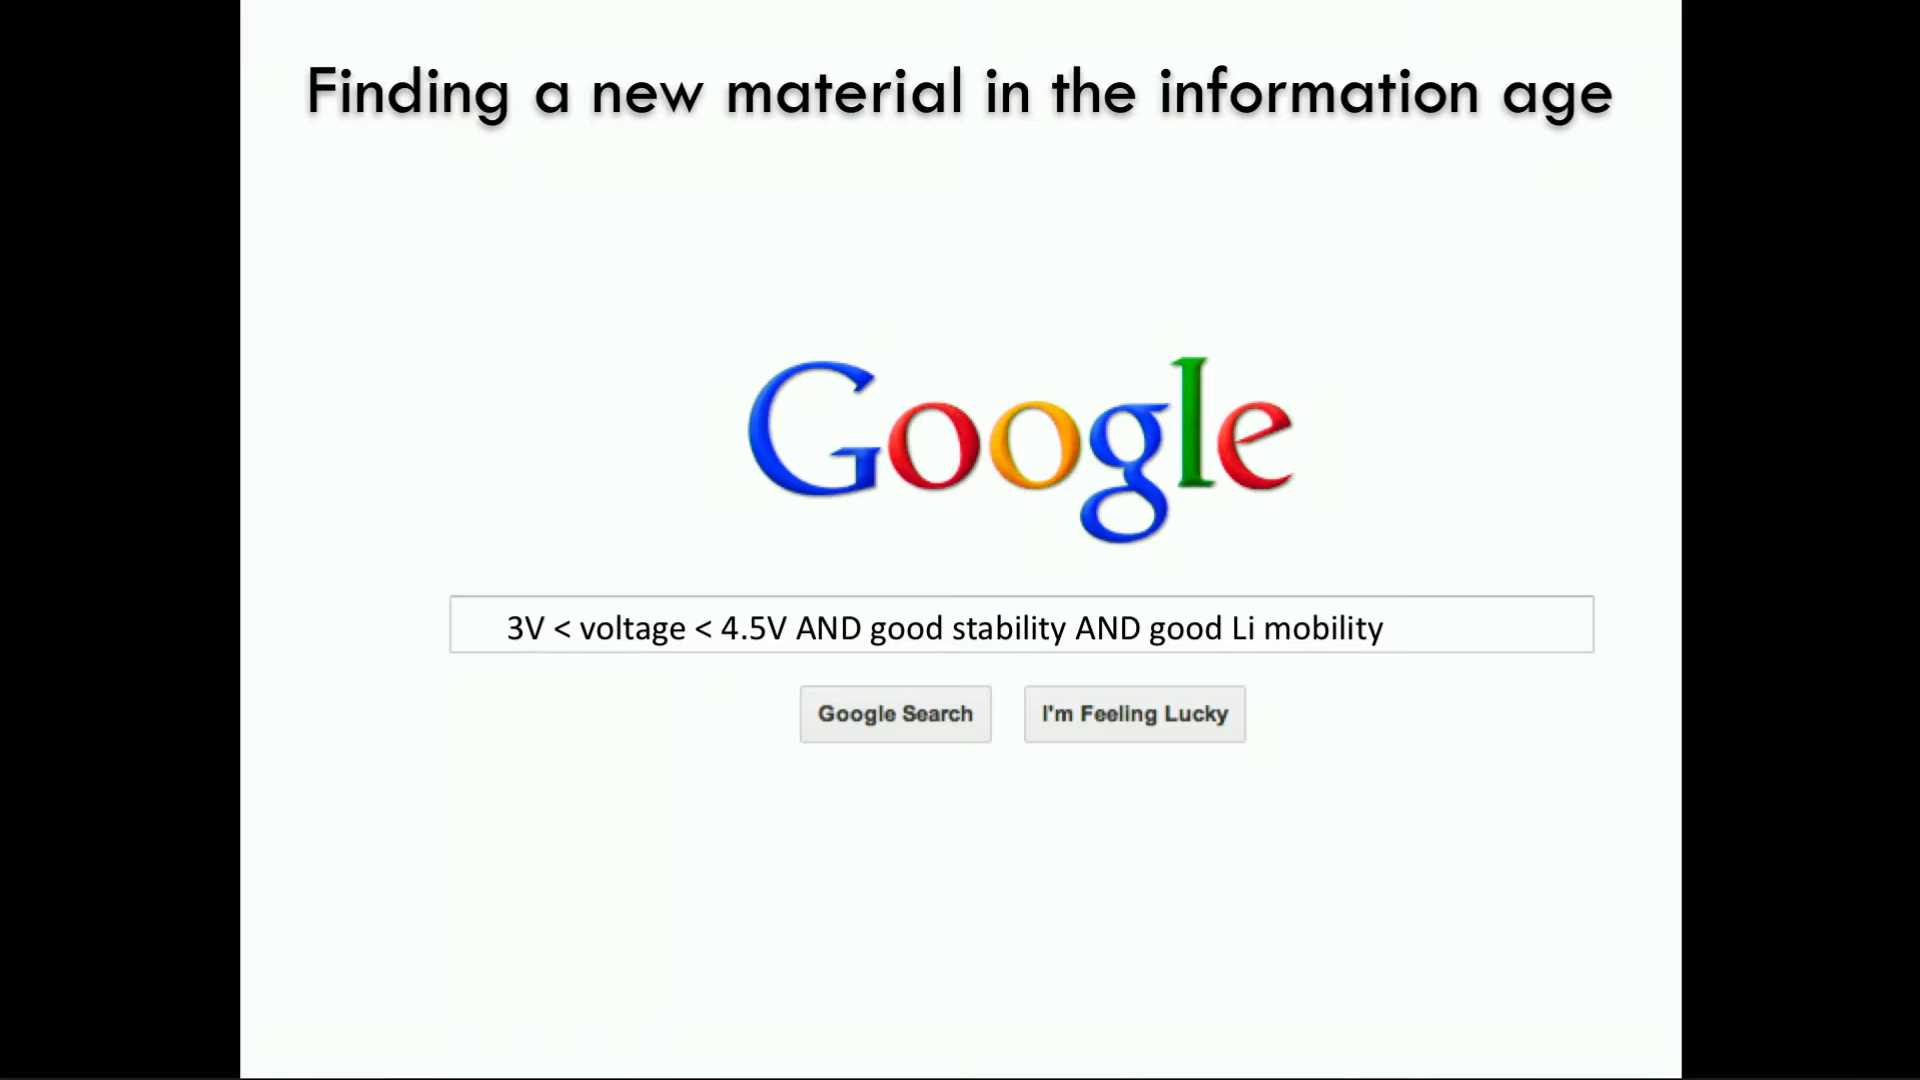 Finding a new material in the information age
Google
3V < voltage < 4.5V AND good stability AND good Li mobility
Google Search
I'm Feeling Lucky